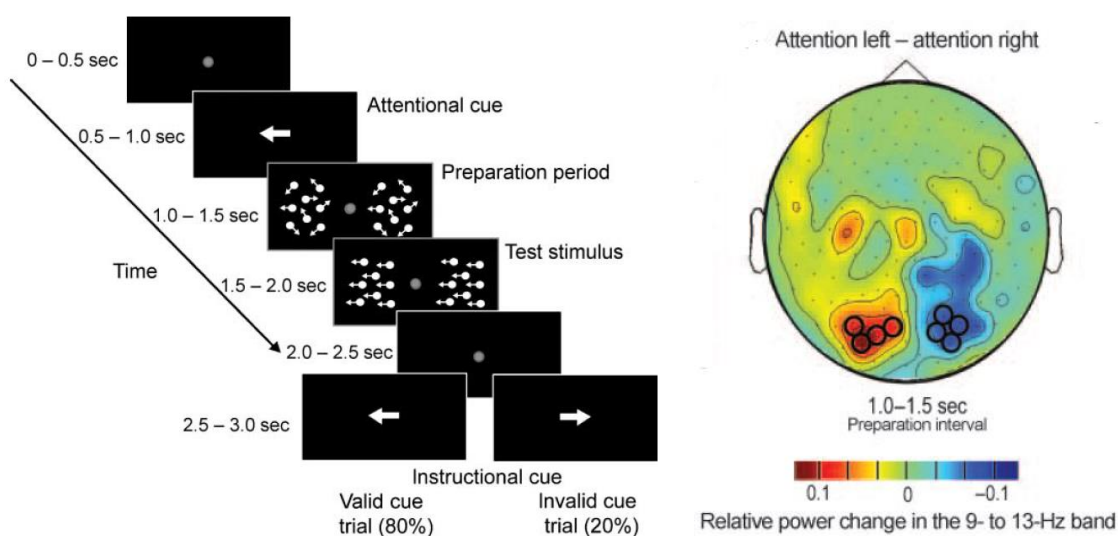 0 – 0.5 sec
Attentional cue
0.5 – 1.0 sec
Preparation period
1.0 – 1.5 sec
Test stimulus
Time
1.5 – 2.0 sec
2.0 – 2.5 sec
2.5 – 3.0 sec
Instructional cue
Valid cue
trial (80%)
Invalid cue
trial (20%)
Attention left – attention right
1.0–1.5 sec
Preparation interval
0.1 0 –0.1
Relative power change in the 9- to 13-Hz band